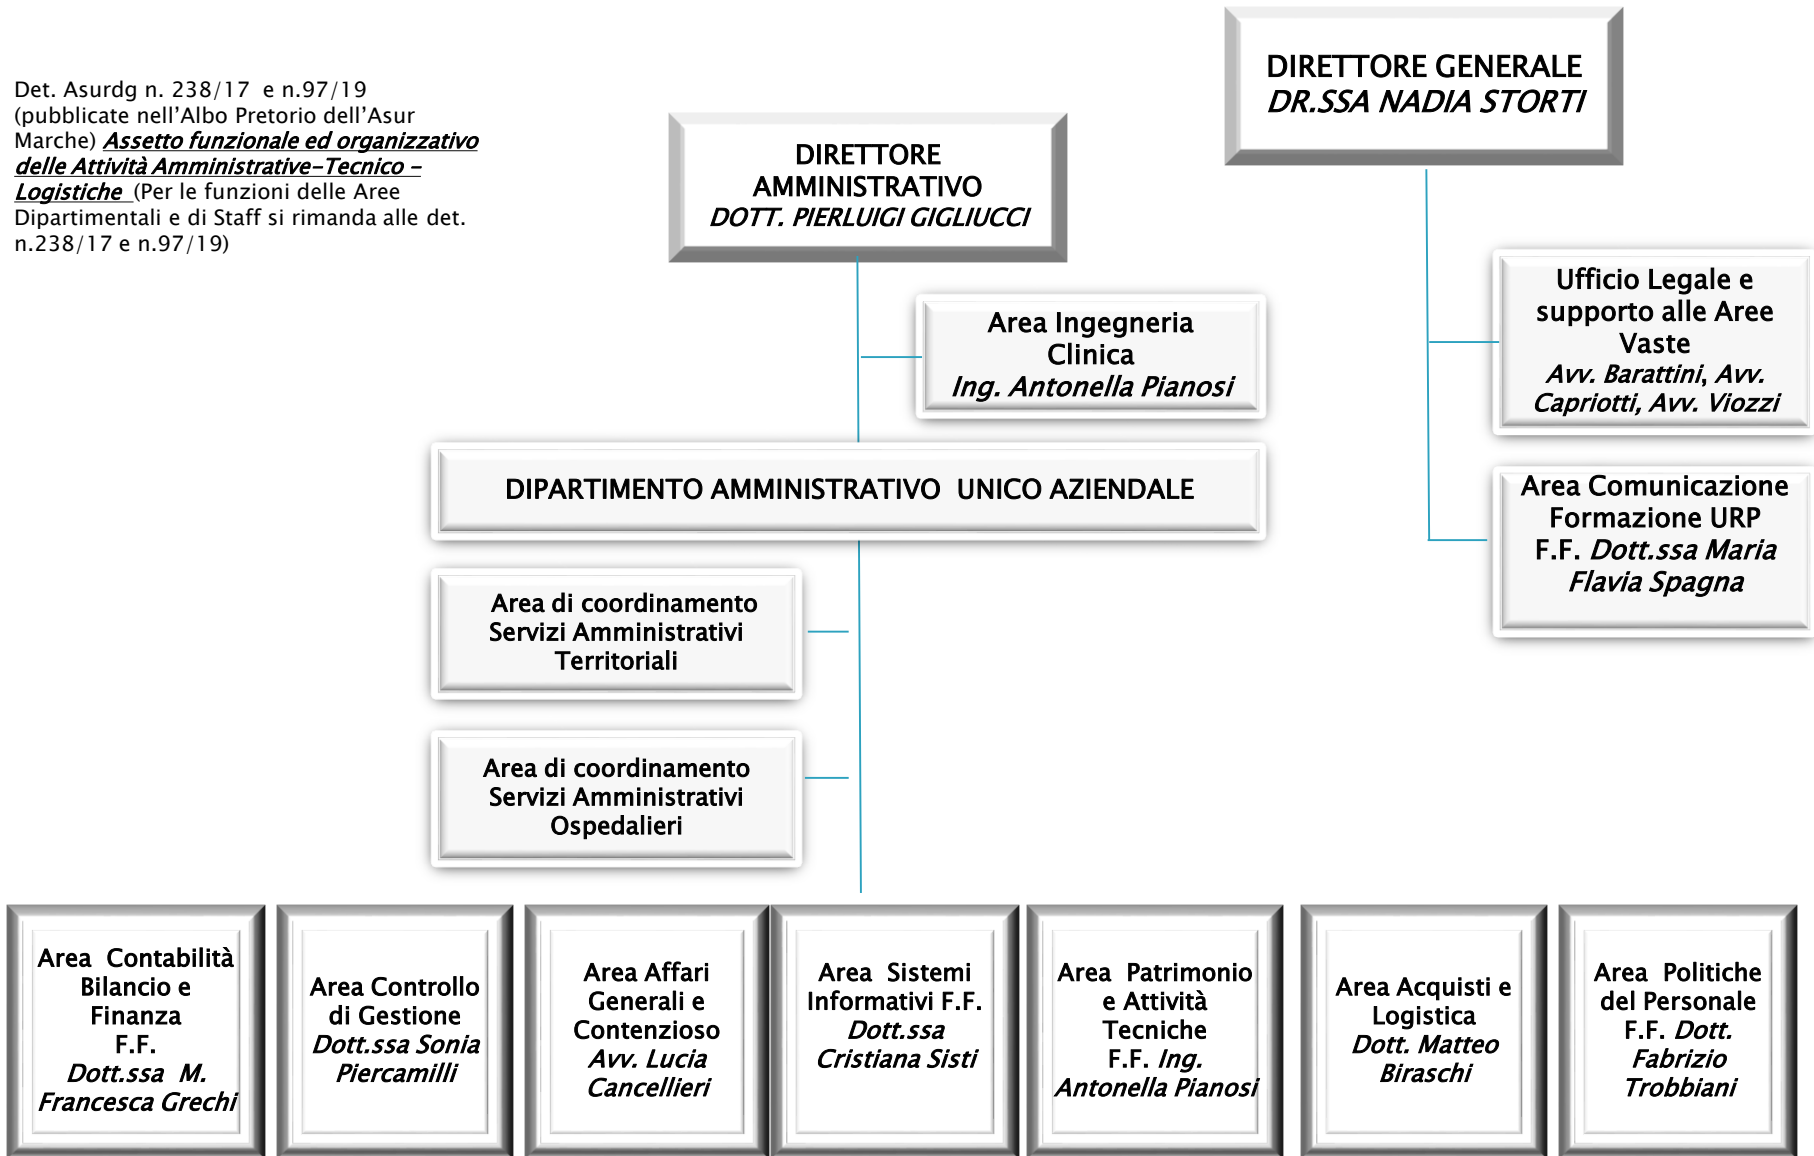 Det. Asurdg n. 238/17 e n.97/19
(pubblicate nell'Albo Pretorio dell'Asur
Marche) Assetto funzionale ed organizzativo
delle Attività Amministrative-Tecnico -
Logistiche (Per le funzioni delle Aree
Dipartimentali e di Staff si rimanda alle det.
n.238/17 e n.97/19)
DIRETTORE
AMMINISTRATIVO
DOTT. PIERLUIGI GIGLIUCCI
DIRETTORE GENERALE
DR.SSA NADIA STORTI
Area Ingegneria
Clinica
Ing. Antonella Pianosi
Ufficio Legale e
supporto alle Aree
Vaste
Avv. Barattini, Avv.
Capriotti, Avv. Viozzi
DIPARTIMENTO AMMINISTRATIVO UNICO AZIENDALE
Area Comunicazione
Formazione URP
F.F. Dott.ssa Maria
Flavia Spagna
Area di coordinamento
Servizi Amministrativi
Territoriali
Area di coordinamento
Servizi Amministrativi
Ospedalieri
Area Contabilità
Bilancio e
Finanza
F.F.
Dott.ssa M.
Francesca Grechi
Area Controllo
di Gestione
Dott.ssa Sonia
Piercamilli
Area Affari
Generali e
Contenzioso
Avv. Lucia
Cancellieri
Area Sistemi
Informativi F.F.
Dott.ssa
Cristiana Sisti
Area Patrimonio
e Attività
Tecniche
F.F. Ing.
Antonella Pianosi
Area Acquisti e
Logistica
Dott. Matteo
Biraschi
Area Politiche
del Personale
F.F. Dott.
Fabrizio
Trobbiani